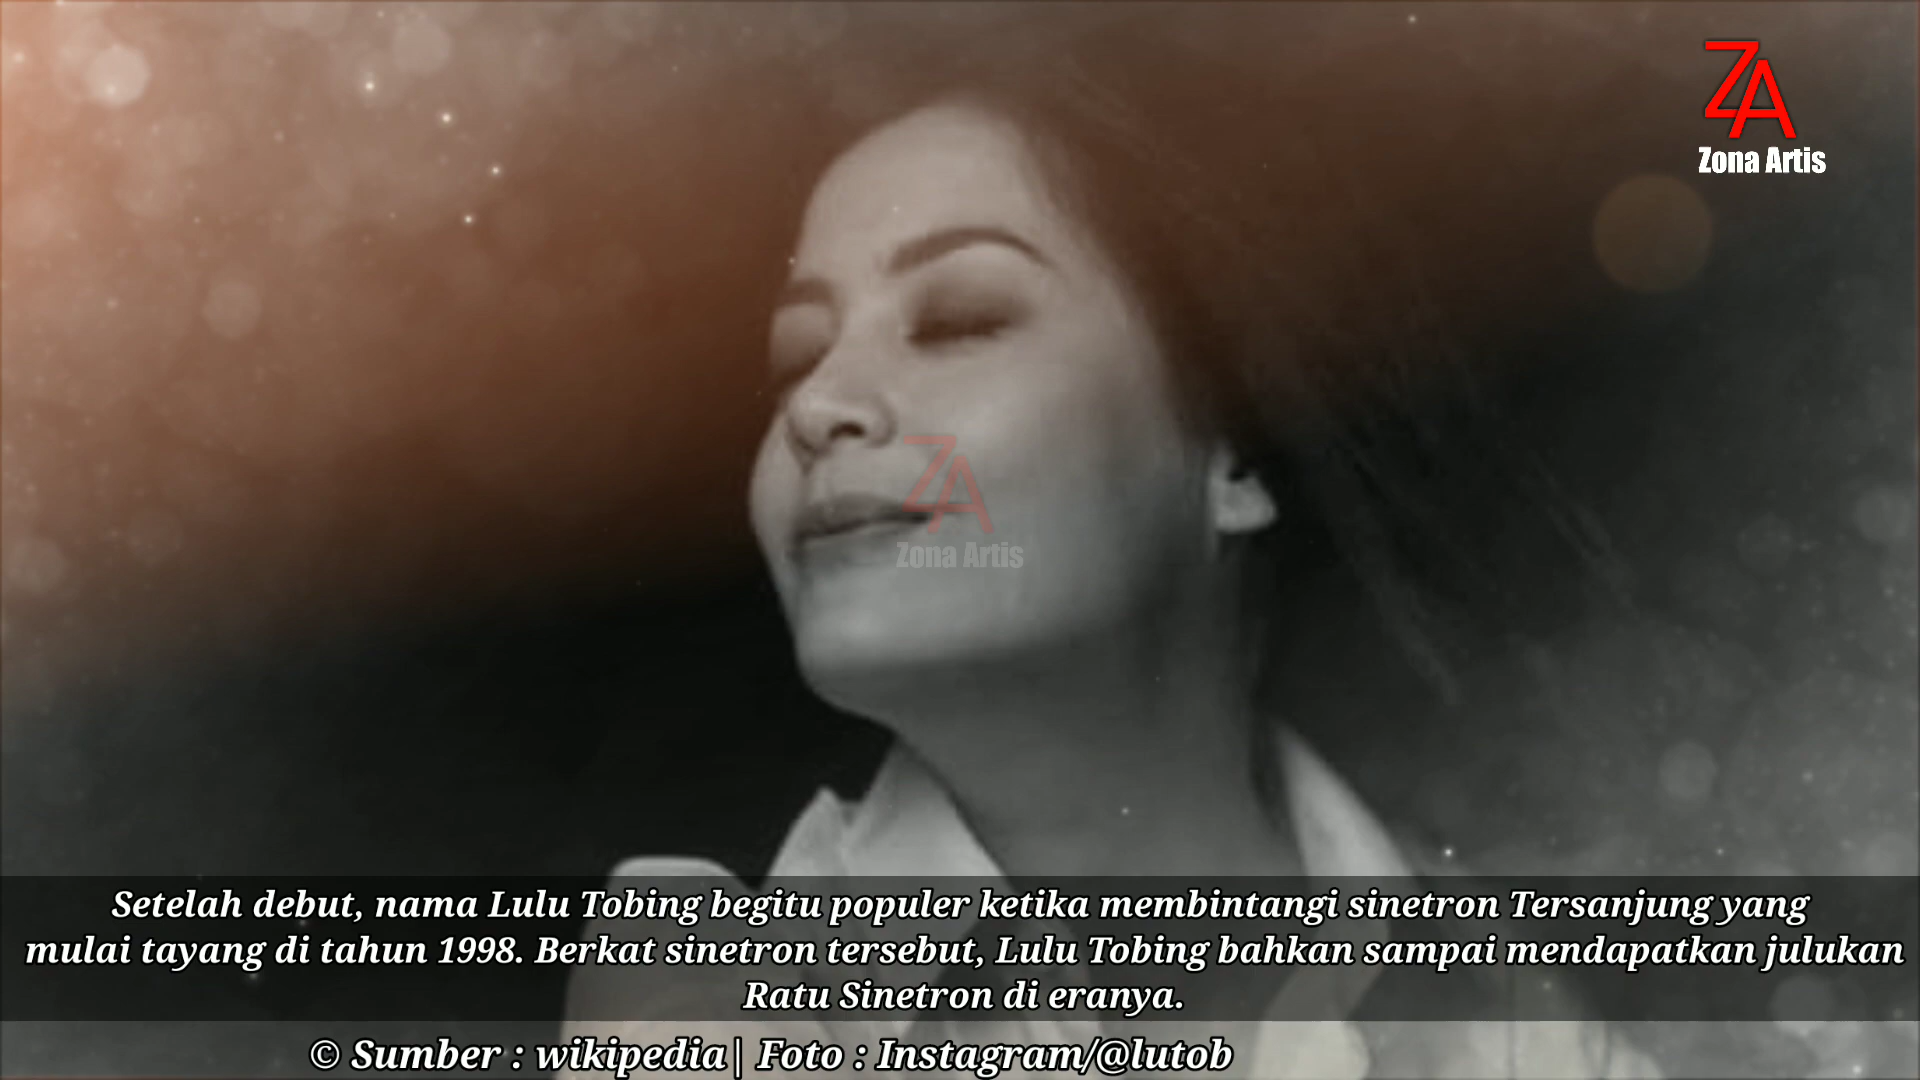 ZA
Zona Artis
ZA
Zona Artis
Setelah debut, nama Lulu Tobing begitu populer ketika membintangi sinetron Tersanjung yang
mulai tayang di tahun 1998. Berkat sinetron tersebut, Lulu Tobing bahkan sampai mendapatkan julukan
Ratu Sinetron di eranya.
© Sumber : wikipedia| Foto : Instagram/@lutob